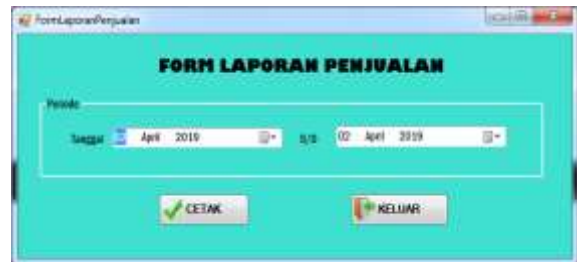 FormLaporanPenjualan
FORM LAPORAN PENJUALAN
Periode
Tanggal April 2019 S/D 02 April 2019
CETAK KELUAR